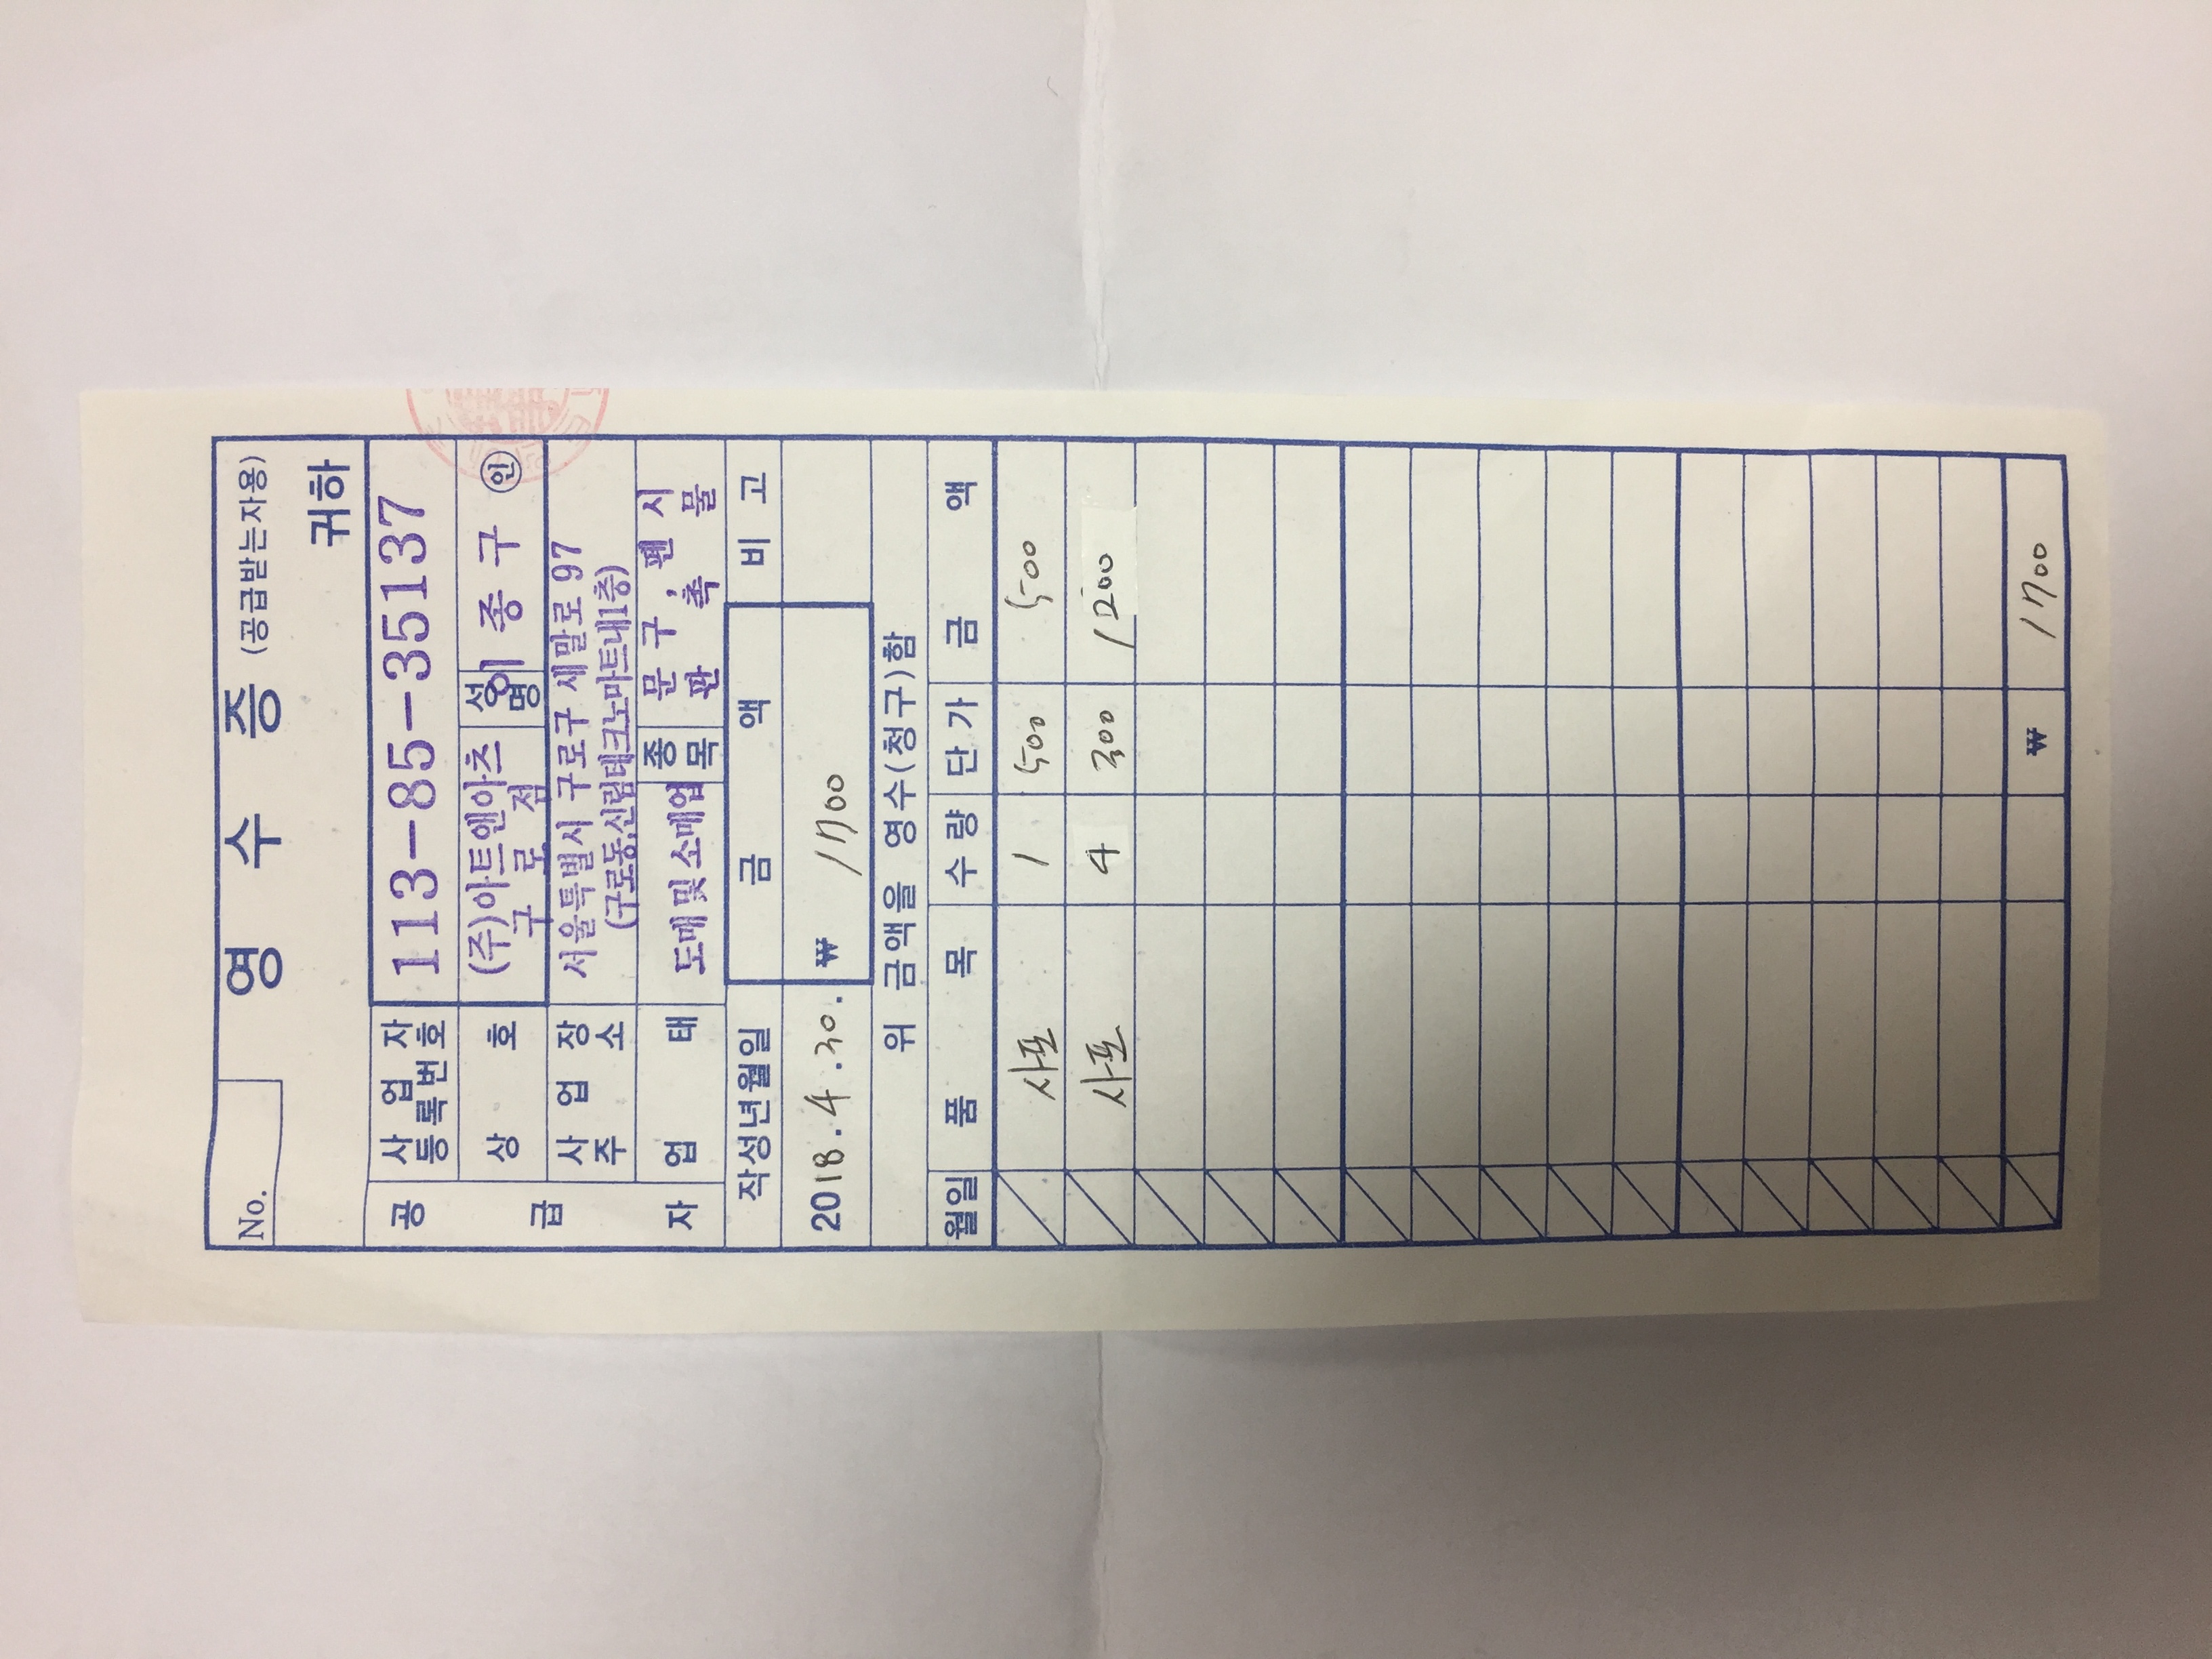 No.
영 수 증 (공급받는자용)
귀하
공 급 자
사 업 자 등록번호 113-85-35137
상 호 (주)아트앤아츠 구 로 점 성명 이 종 구 인
사 업 장 주 소 서울특별시 구로구 새말로 97
(구로동,신림테크노마트내1층)
업 태 도매 및 소매업 종목 문 구 , 펜 시
판 촉 물
작성년월일 금 액 비 고
2018.4.30. ₩ 1700
위 금액을 영수(청구)함
월일 품 목 수 량 단 가 금 액
사포 1 500 500
사포 4 300 1200
₩ 1700